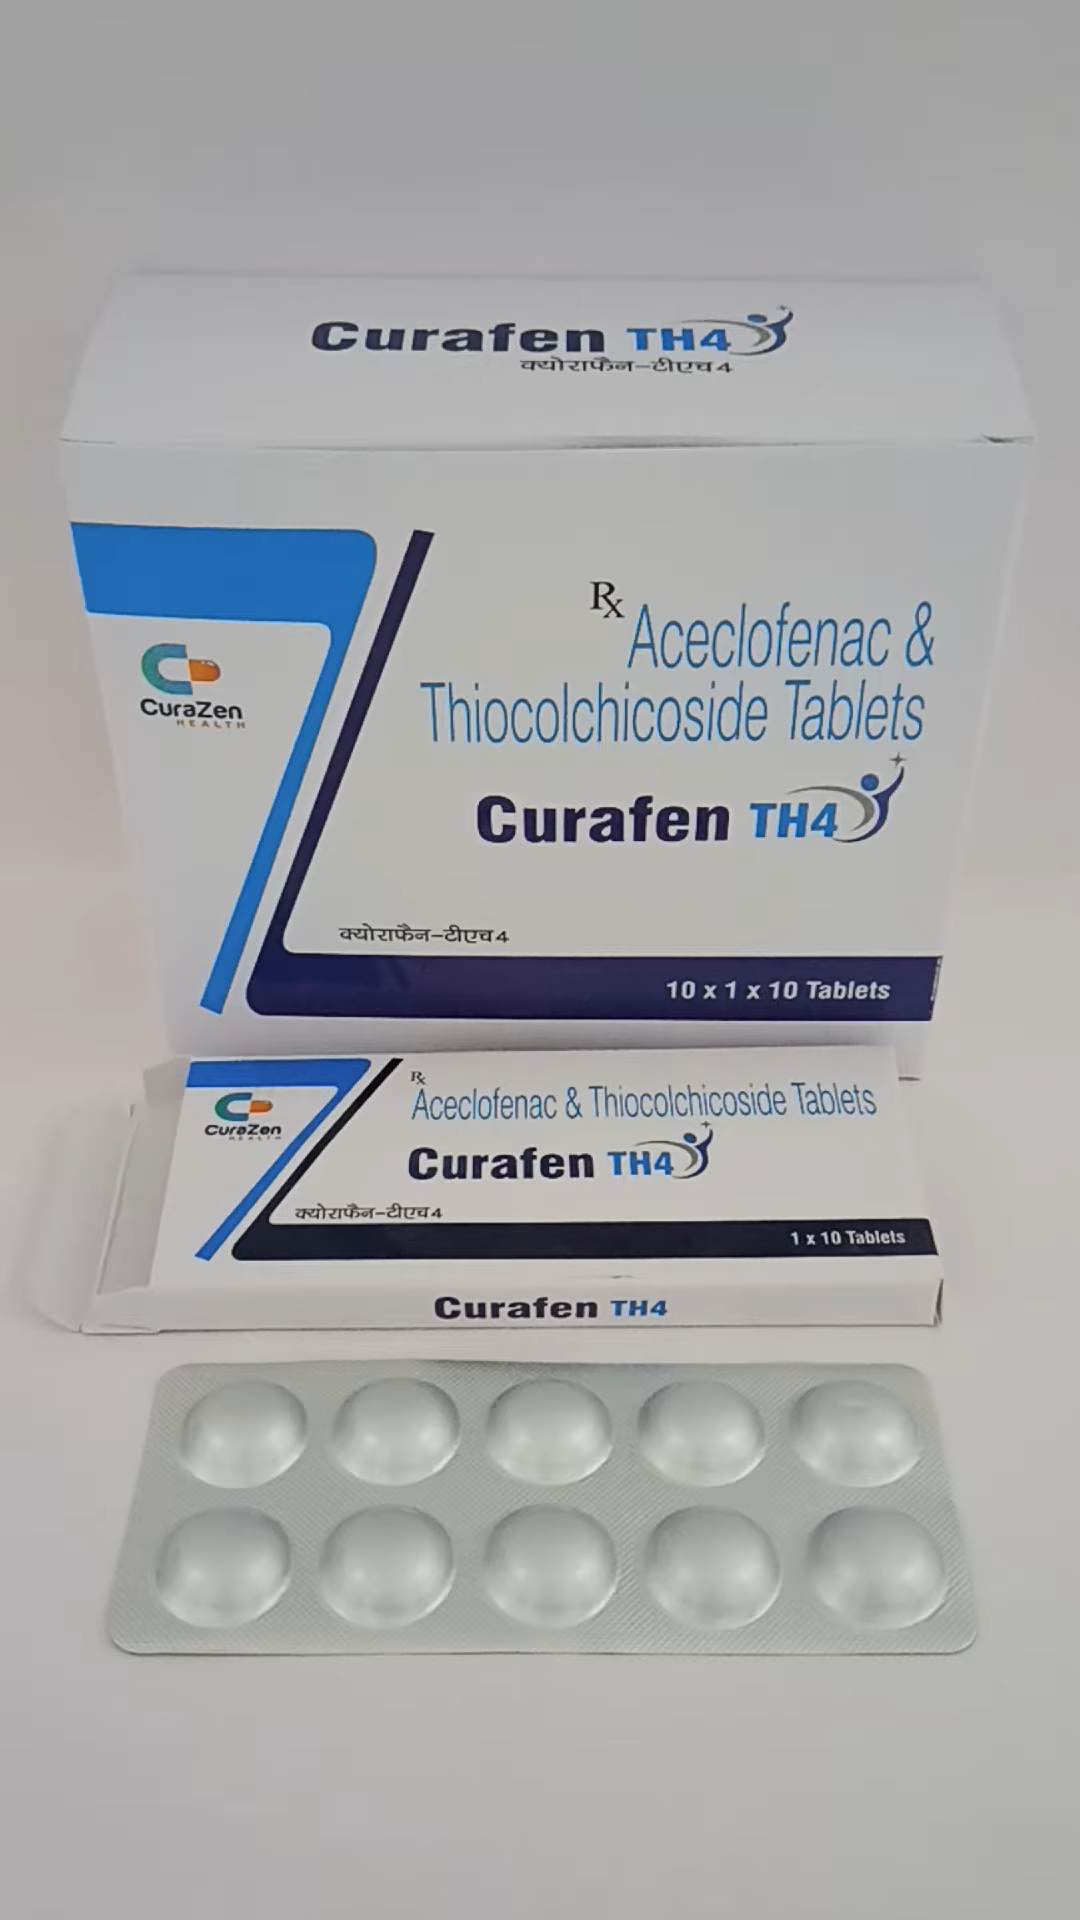 Curafen TH4
क्योराफैन-टीएच4
Rx
Aceclofenac &
Thiocolchicoside Tablets
CuraZen
HEALTH
Curafen TH4
क्योराफैन-टीएच4
10 x 1 x 10 Tablets
Rx
Aceclofenac & Thiocolchicoside Tablets
CuraZen
HEALTH
Curafen TH4
क्योराफैन-टीएच4
1 x 10 Tablets
Curafen TH4